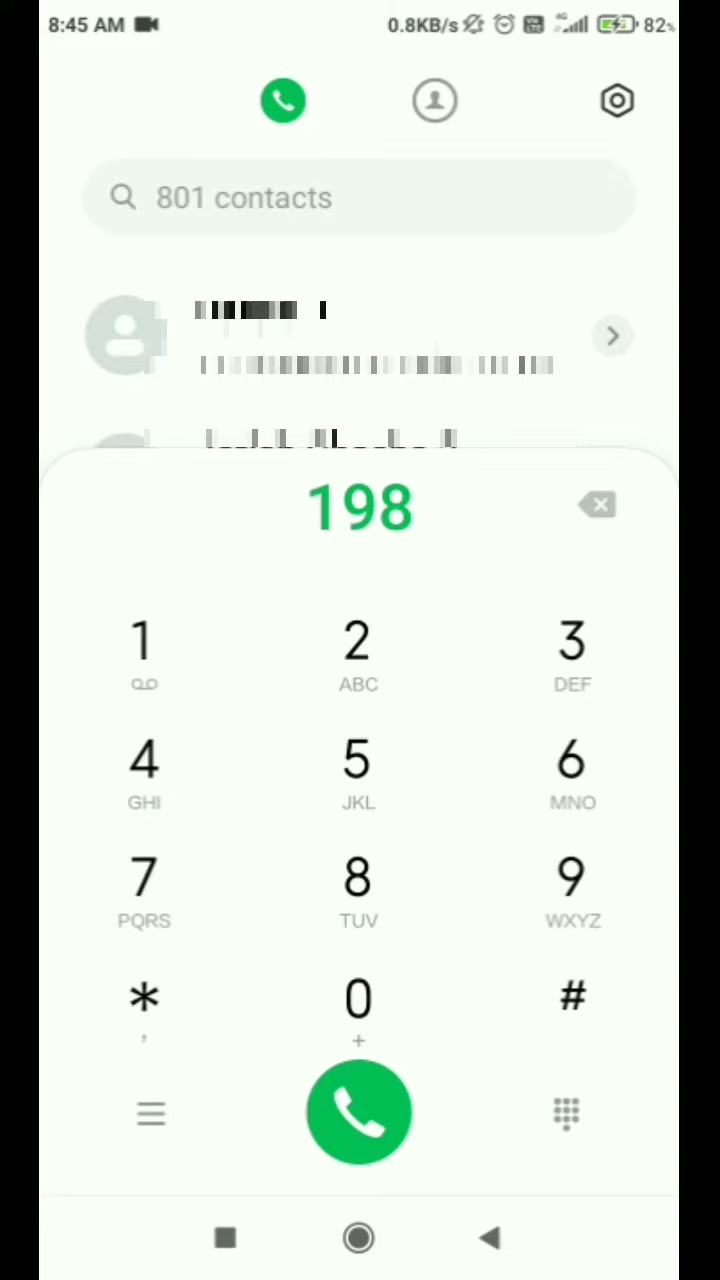 8:45 AM 0.8KB/s 4G 82%
801 contacts
198
1 2 3
ABC DEF
4 5 6
GHI JKL MNO
7 8 9
PQRS TUV WXYZ
* 0 #
, +